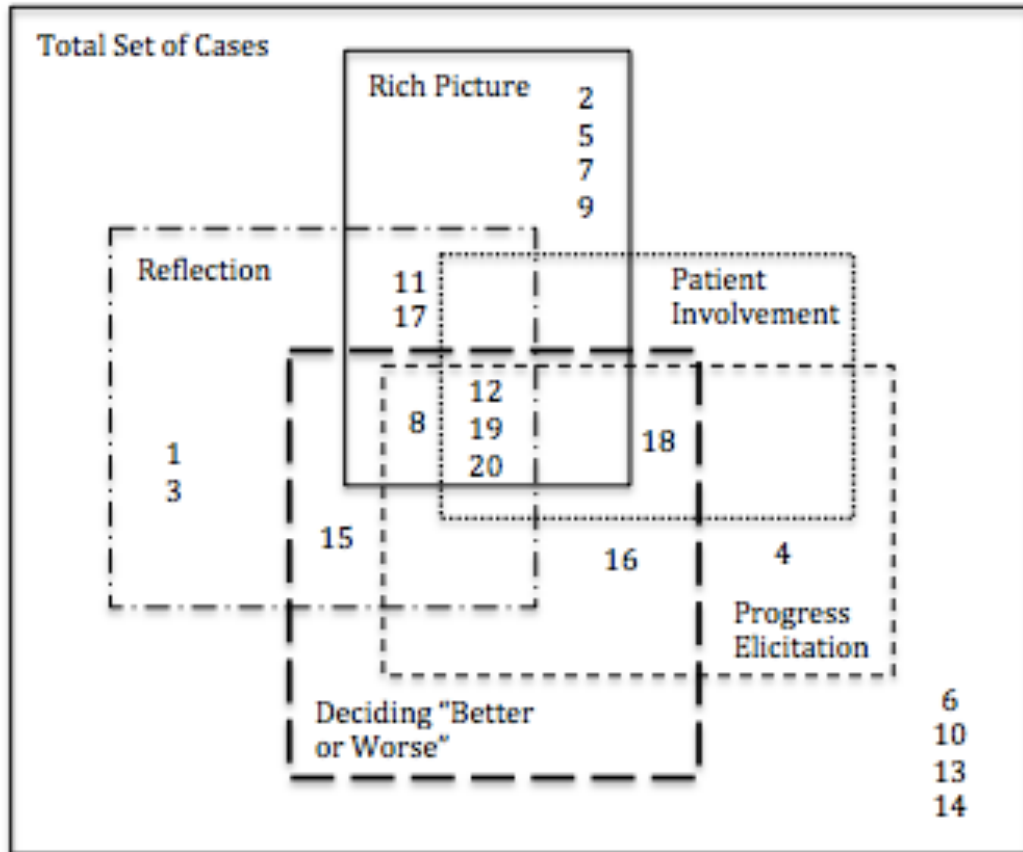 Total Set of Cases
Rich Picture
2
5
7
9
Reflection
11
17
Patient
Involvement
12
8
19
18
20
1
3
15
16
4
Progress
Elicitation
Deciding “Better
or Worse”
6
10
13
14